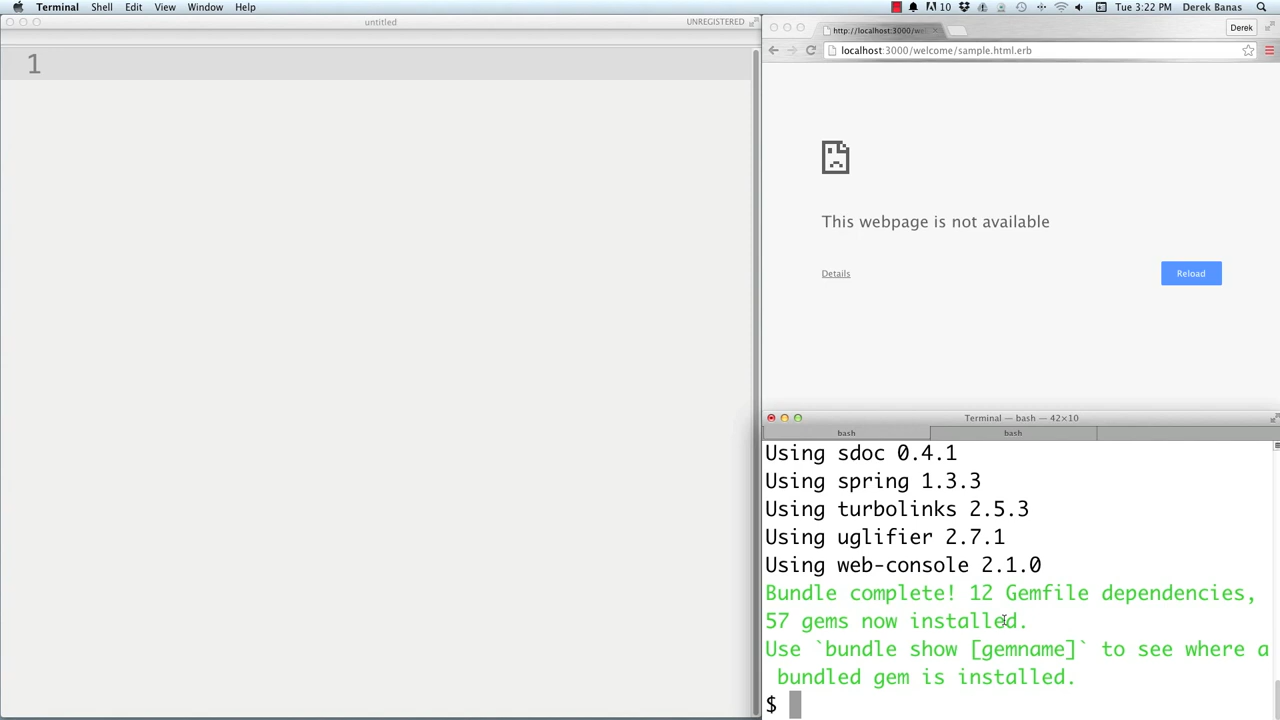 Terminal Shell Edit View Window Help
10 Tue 3:22 PM Derek Banas
untitled UNREGISTERED
1
http://localhost:3000/we
Derek
localhost:3000/welcome/sample.html.erb
This webpage is not available
Details Reload
Terminal — bash — 42×10
bash bash
Using sdoc 0.4.1
Using spring 1.3.3
Using turbolinks 2.5.3
Using uglifier 2.7.1
Using web-console 2.1.0
Bundle complete! 12 Gemfile dependencies,
57 gems now installed.
Use `bundle show [gemname]` to see where a
bundled gem is installed.
$